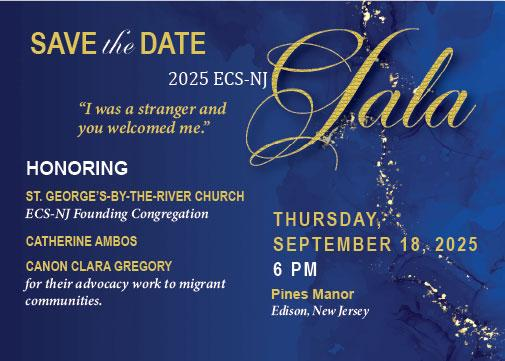 SAVE the DATE
2025 ECS-NJ Gala
“I was a stranger and
you welcomed me.”
HONORING
ST. GEORGE’S-BY-THE-RIVER CHURCH
ECS-NJ Founding Congregation
CATHERINE AMBOS
CANON CLARA GREGORY
for their advocacy work to migrant
communities.
THURSDAY,
SEPTEMBER 18, 2025
6 PM
Pines Manor
Edison, New Jersey